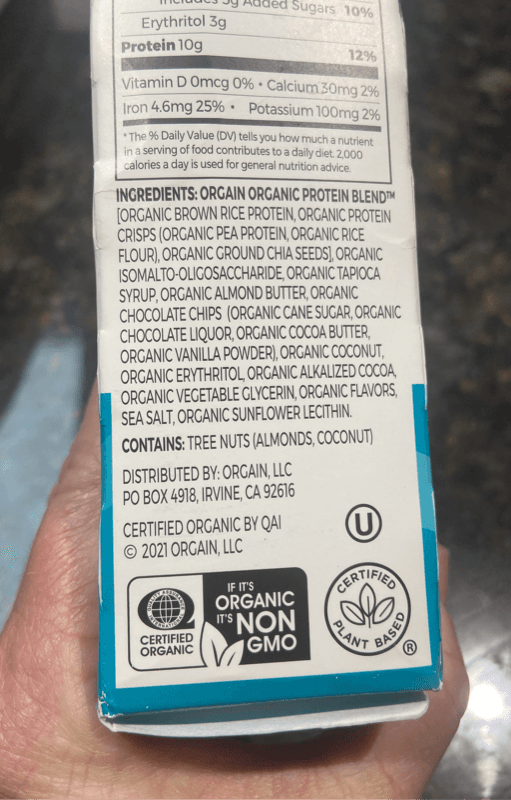 Includes 5g Added Sugars 10%
Erythritol 3g
Protein 10g 12%
Vitamin D 0mcg 0% • Calcium 30mg 2%
Iron 4.6mg 25% • Potassium 100mg 2%
*The % Daily Value (DV) tells you how much a nutrient
in a serving of food contributes to a daily diet. 2,000
calories a day is used for general nutrition advice.
INGREDIENTS: ORGAIN ORGANIC PROTEIN BLEND™
[ORGANIC BROWN RICE PROTEIN, ORGANIC PROTEIN
CRISPS (ORGANIC PEA PROTEIN, ORGANIC RICE
FLOUR), ORGANIC GROUND CHIA SEEDS], ORGANIC
ISOMALTO-OLIGOSACCHARIDE, ORGANIC TAPIOCA
SYRUP, ORGANIC ALMOND BUTTER, ORGANIC
CHOCOLATE CHIPS (ORGANIC CANE SUGAR, ORGANIC
CHOCOLATE LIQUOR, ORGANIC COCOA BUTTER,
ORGANIC VANILLA POWDER), ORGANIC COCONUT,
ORGANIC ERYTHRITOL, ORGANIC ALKALIZED COCOA,
ORGANIC VEGETABLE GLYCERIN, ORGANIC FLAVORS,
SEA SALT, ORGANIC SUNFLOWER LECITHIN.
CONTAINS: TREE NUTS (ALMONDS, COCONUT)
DISTRIBUTED BY: ORGAIN, LLC
PO BOX 4918, IRVINE, CA 92616
CERTIFIED ORGANIC BY QAI
© 2021 ORGAIN, LLC
U
QUALITY ASSURANCE
INTERNATIONAL
CERTIFIED
ORGANIC
IF IT'S
ORGANIC
IT'S NON
GMO
CERTIFIED
PLANT BASED
®